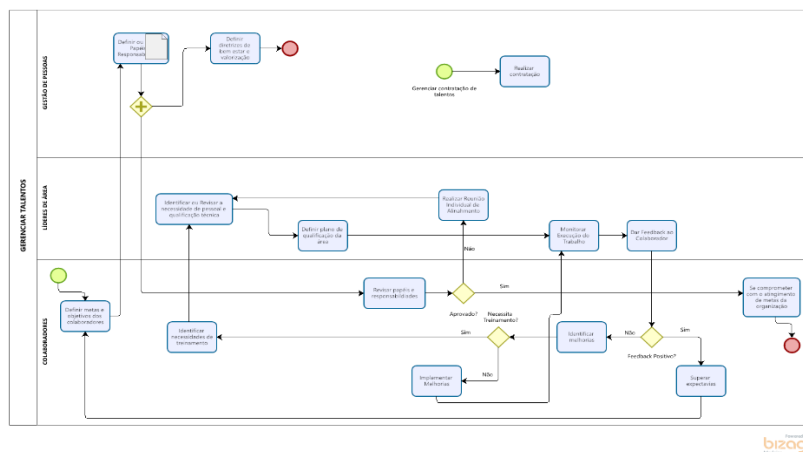 GERENCIAR TALENTOS
GESTÃO DE PESSOAS
Definir ou
Papéis
Definir
diretrizes de
bem estar e
valorização
Gerenciar contratação de
talentos
Realizar
contratação
LÍDERES DE ÁREA
Identificar ou Revisar a
necessidade de pessoal e
qualificação técnica
Definir plano de
qualificação da
área
Realizar Reunião
Individual de
Alinhamento
Monitorar
Execução do
Trabalho
Dar Feedback ao
Colaborador
Não
COLABORADORES
Definir metas e
objetivos dos
colaboradores
Revisar papéis e
responsabilidades
Aprovado?
Sim
Se comprometer
com o atingimento
de metas da
organização
Identificar
necessidades de
treinamento
Sim
Necessita
Treinamento?
Identificar
melhorias
Não
Feedback Positivo?
Sim
Não
Implementar
Melhorias
Superar
expectativas
Powered
bizag